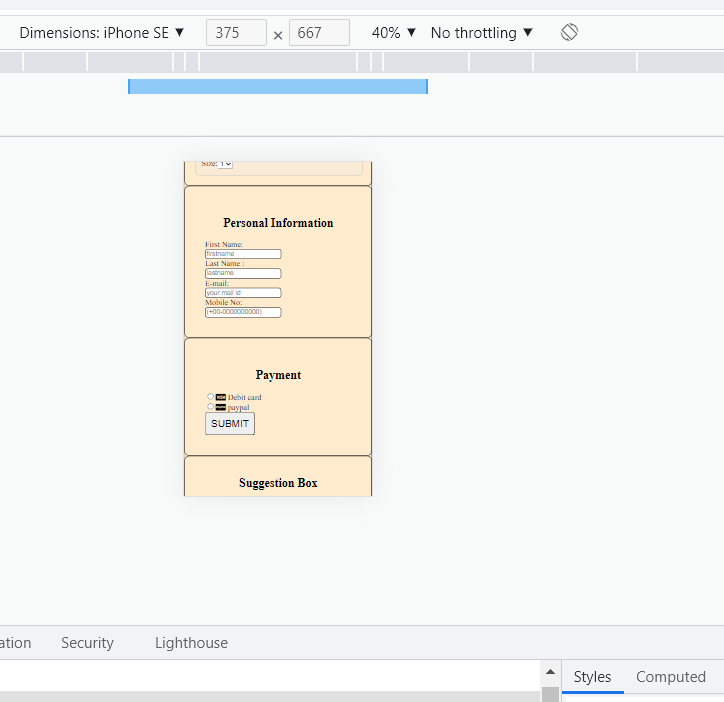 Dimensions: iPhone SE ▼ 375 × 667 40% ▼ No throttling ▼
Size: 1
Personal Information
First Name:
firstname
Last Name :
lastname
E-mail:
your mail id
Mobile No:
(+00-0000000000)
Payment
Debit card
paypal
SUBMIT
Suggestion Box
ation Security Lighthouse
Styles Computed